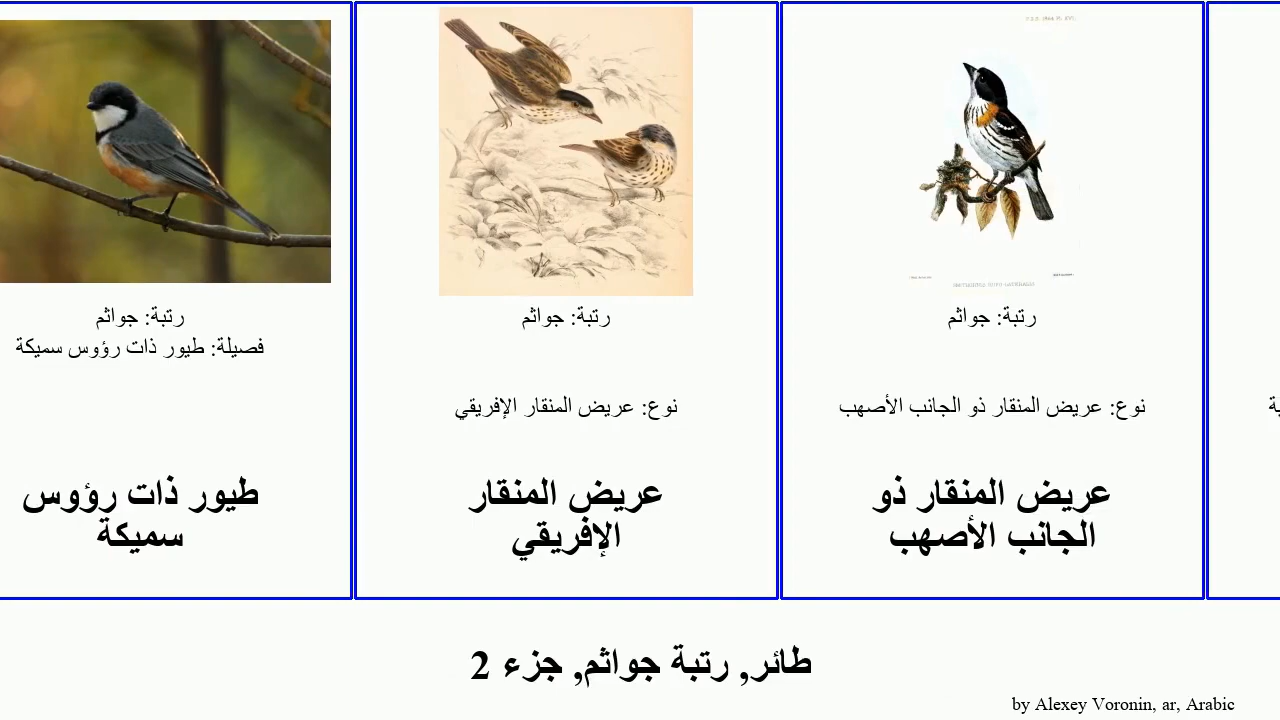 رتبة: جواثم
فصيلة: طيور ذات رؤوس سميكة
طيور ذات رؤوس
سميكة
رتبة: جواثم
نوع: عريض المنقار الإفريقي
عريض المنقار
الإفريقي
رتبة: جواثم
نوع: عريض المنقار ذو الجانب الأصهب
عريض المنقار ذو
الجانب الأصهب
طائر, رتبة جواثم, جزء 2
by Alexey Voronin, ar, Arabic